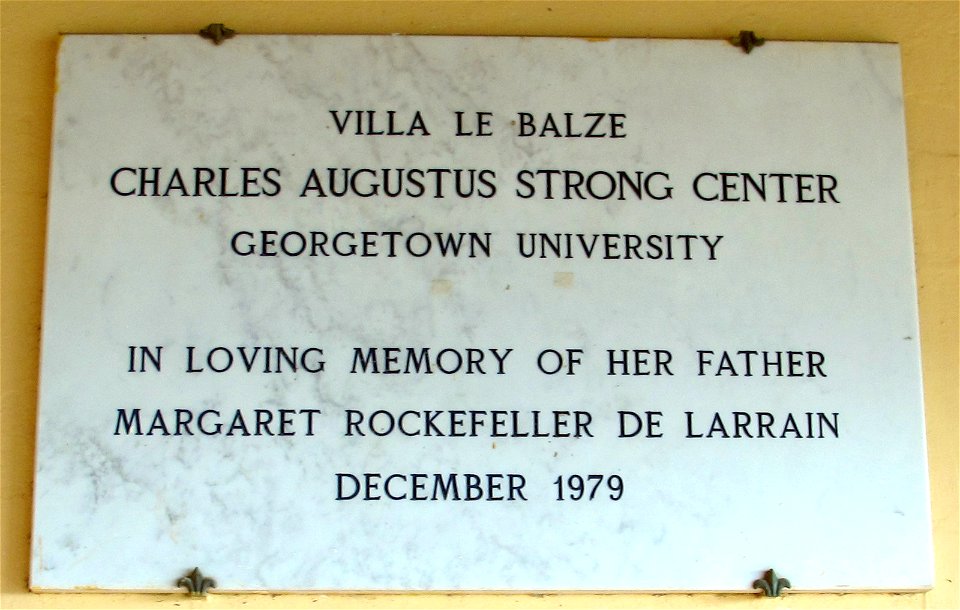 VILLA LE BALZE
CHARLES AUGUSTUS STRONG CENTER
GEORGETOWN UNIVERSITY
IN LOVING MEMORY OF HER FATHER
MARGARET ROCKEFELLER DE LARRAIN
DECEMBER 1979